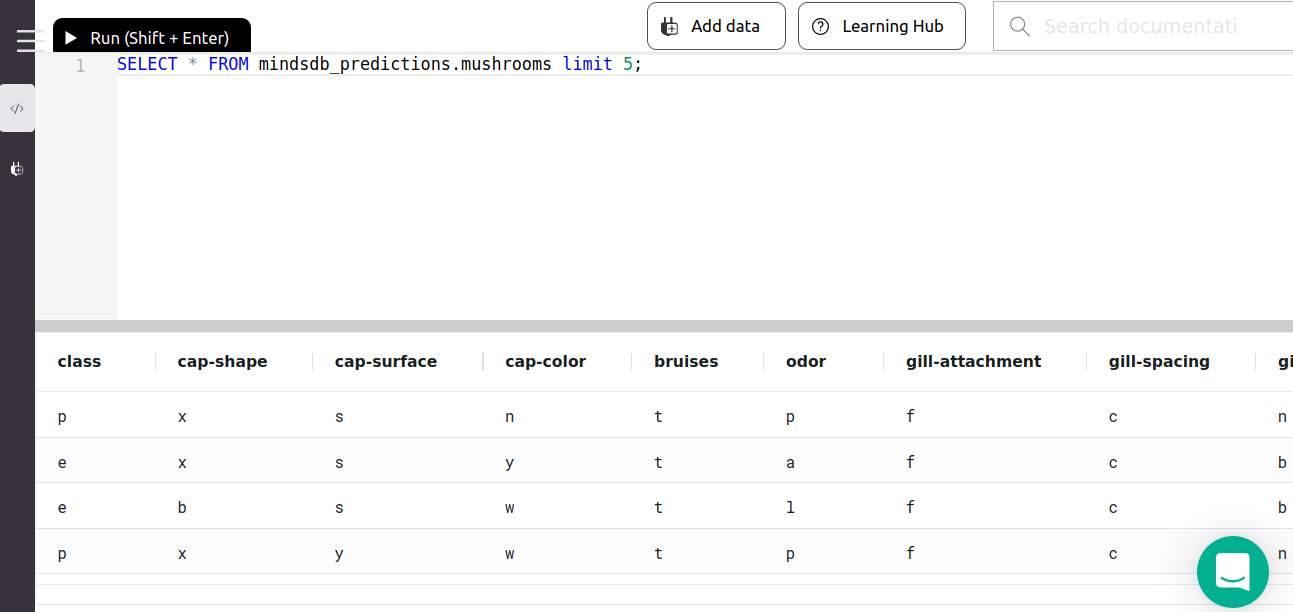 Run (Shift + Enter)
Add data
Learning Hub
Search documentati
1 SELECT * FROM mindsdb_predictions.mushrooms limit 5;
</>
class cap-shape cap-surface cap-color bruises odor gill-attachment gill-spacing gi
p x s n t p f c n
e x s y t a f c b
e b s w t l f c b
p x y w t p f c n